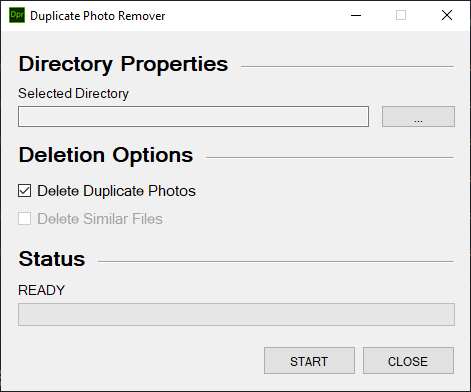 Dpr Duplicate Photo Remover
Directory Properties
Selected Directory
...
Deletion Options
Delete Duplicate Photos
Delete Similar Files
Status
READY
START CLOSE